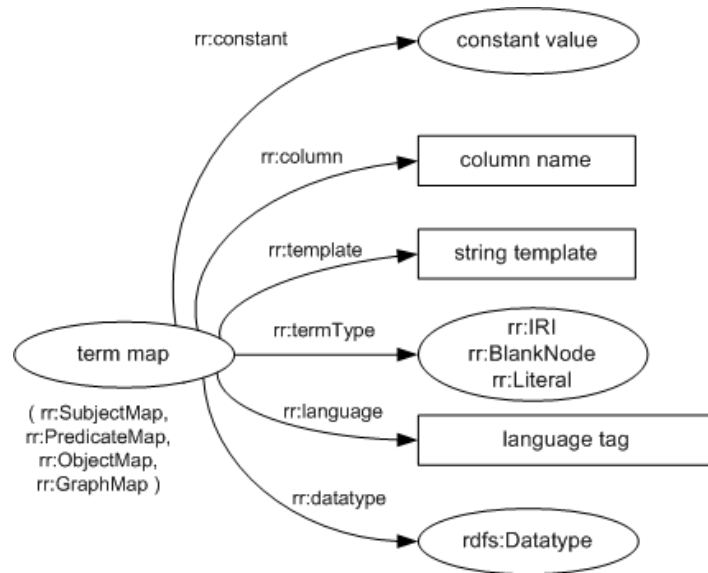 rr:constant
constant value
rr:column
column name
rr:template
string template
rr:termType
rr:IRI
rr:BlankNode
rr:Literal
term map
( rr:SubjectMap,
rr:PredicateMap,
rr:ObjectMap,
rr:GraphMap )
rr:language
language tag
rr:datatype
rdfs:Datatype